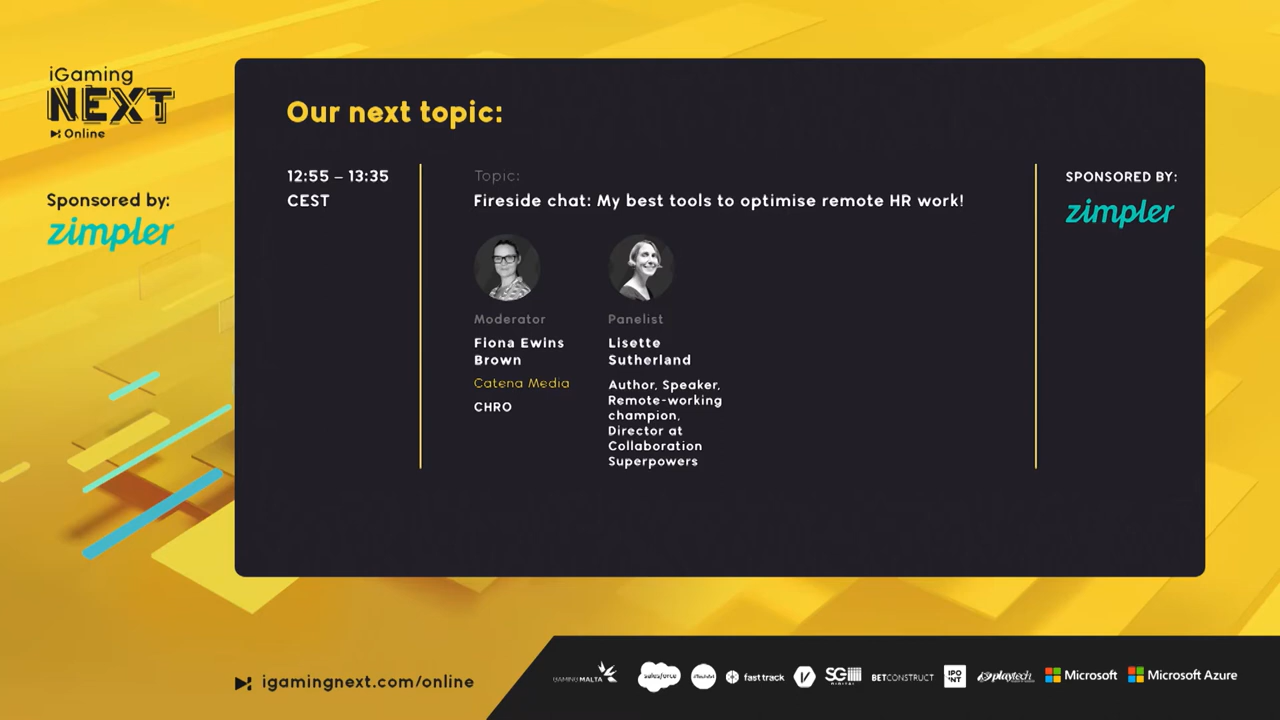 iGaming
NEXT
Online
Sponsored by:
zimpler
Our next topic:
12:55 – 13:35
CEST
Topic:
Fireside chat: My best tools to optimise remote HR work!
Moderator
Fiona Ewins
Brown
Catena Media
CHRO
Panelist
Lisette
Sutherland
Author, Speaker,
Remote-working
champion,
Director at
Collaboration
Superpowers
SPONSORED BY:
zimpler
igamingnext.com/online
GAMING MALTA
salesforce
fast track
SG
DIGITAL
BETCONSTRUCT
IPO
INT
playtech
Microsoft
Microsoft Azure